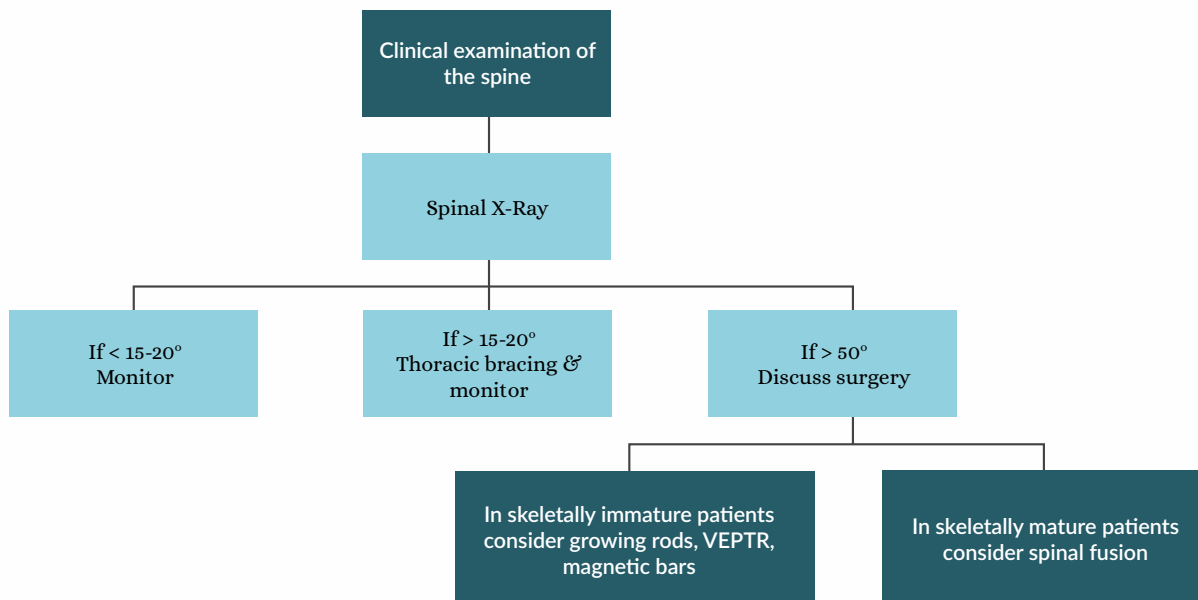 Clinical examination of
the spine
Spinal X-Ray
If < 15-20°
Monitor
If > 15-20°
Thoracic bracing &
monitor
If > 50°
Discuss surgery
In skeletally immature patients
consider growing rods, VEPTR,
magnetic bars
In skeletally mature patients
consider spinal fusion